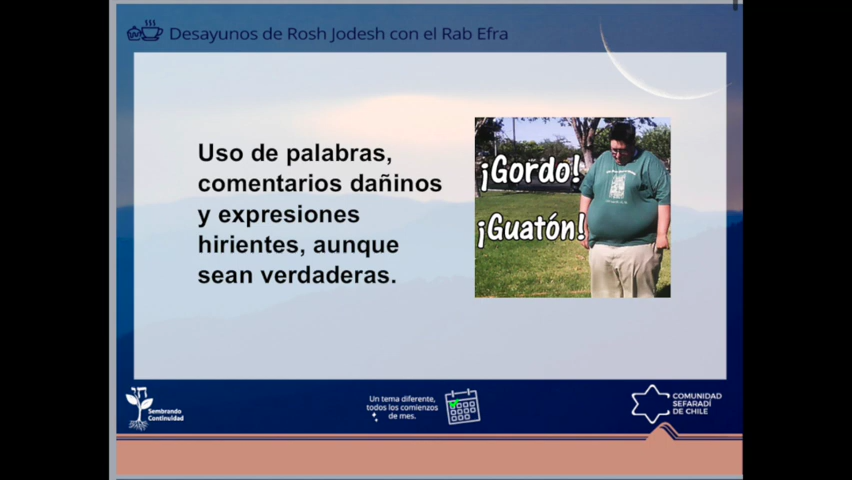 Desayunos de Rosh Jodesh con el Rab Efra
Uso de palabras,
comentarios dañinos
y expresiones
hirientes, aunque
sean verdaderas.
¡Gordo!
¡Guatón!
Sembrando
Continuidad
Un tema diferente,
todos los comienzos
de mes.
COMUNIDAD
SEFARADÍ
DE CHILE